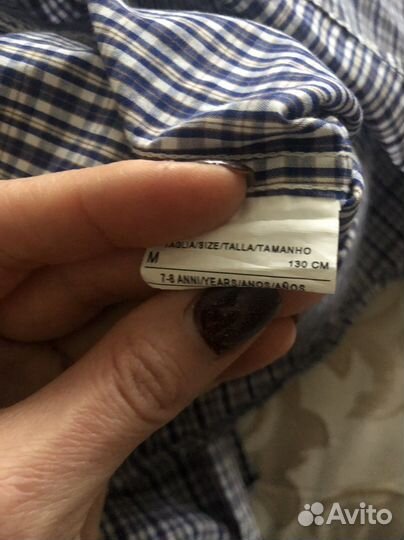 TAGLIA/SIZE/TALLA/TAMANHO
M 130 CM
7-8 ANNI/YEARS/ANOS/AÑOS
Avito